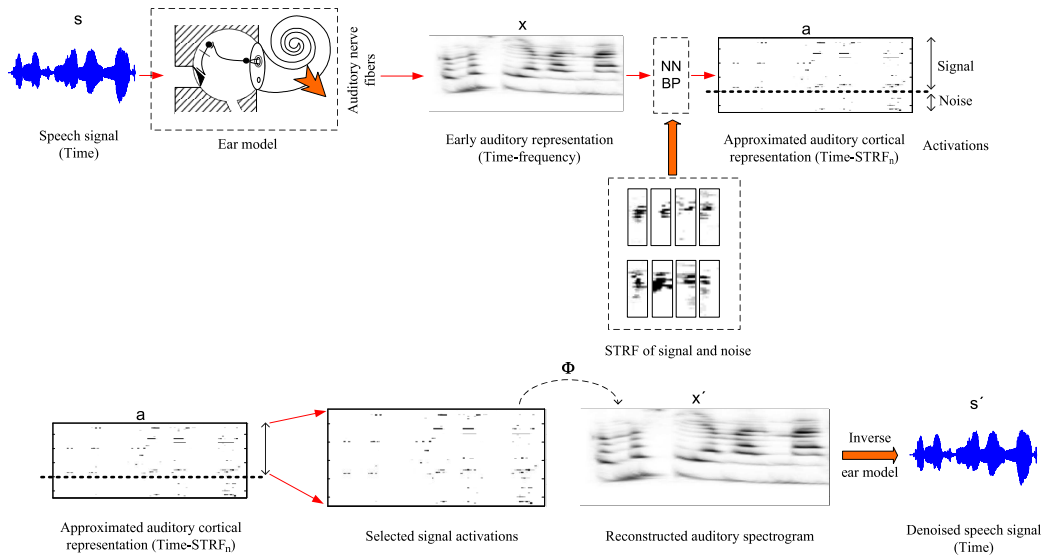 s
Speech signal
(Time)
Ear model
Auditory nerve
fibers
x
Early auditory representation
(Time-frequency)
NN
BP
a
Signal
Noise
Approximated auditory cortical
representation (Time-STRFn)
Activations
STRF of signal and noise
a
Approximated auditory cortical
representation (Time-STRFn)
Selected signal activations
Φ
x´
Reconstructed auditory spectrogram
Inverse
ear model
s´
Denoised speech signal
(Time)